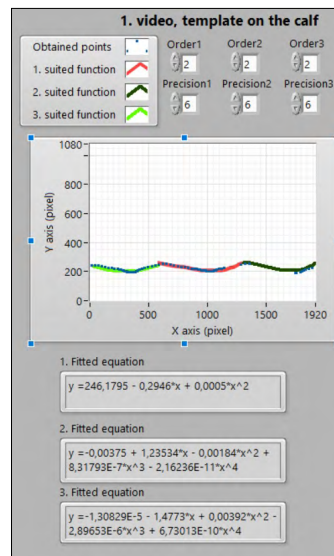 1. video, template on the calf
Obtained points
1. suited function
2. suited function
3. suited function
Order1 Order2 Order3
2 2 2
Precision1 Precision2 Precision3
6 6 6
1080
800
600
400
200
0
Y axis (pixel)
0 500 1000 1500 1920
X axis (pixel)
1. Fitted equation
y =246,1795 - 0,2946*x + 0,0005*x^2
2. Fitted equation
y =-0,00375 + 1,23534*x - 0,00184*x^2 +
8,31793E-7*x^3 - 2,16236E-11*x^4
3. Fitted equation
y =-1,30829E-5 - 1,4773*x + 0,00392*x^2 -
2,89653E-6*x^3 + 6,73013E-10*x^4